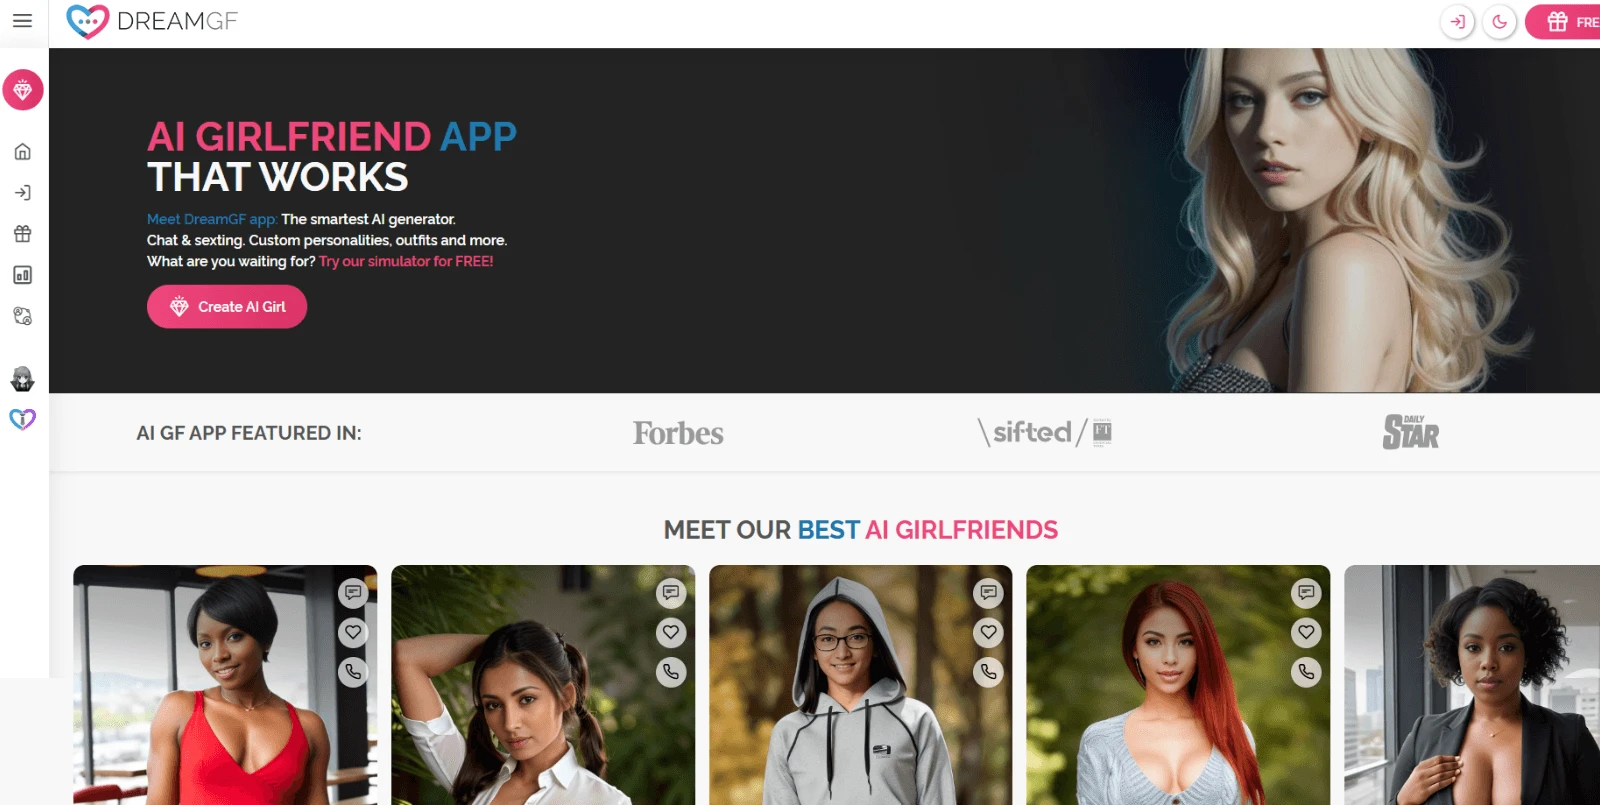 DREAMGF
FRE
AI GIRLFRIEND APP
THAT WORKS
Meet DreamGF app: The smartest AI generator.
Chat & sexting. Custom personalities, outfits and more.
What are you waiting for? Try our simulator for FREE!
Create AI Girl
AI GF APP FEATURED IN:
Forbes
\sifted/ FT
DAILY
STAR
MEET OUR BEST AI GIRLFRIENDS